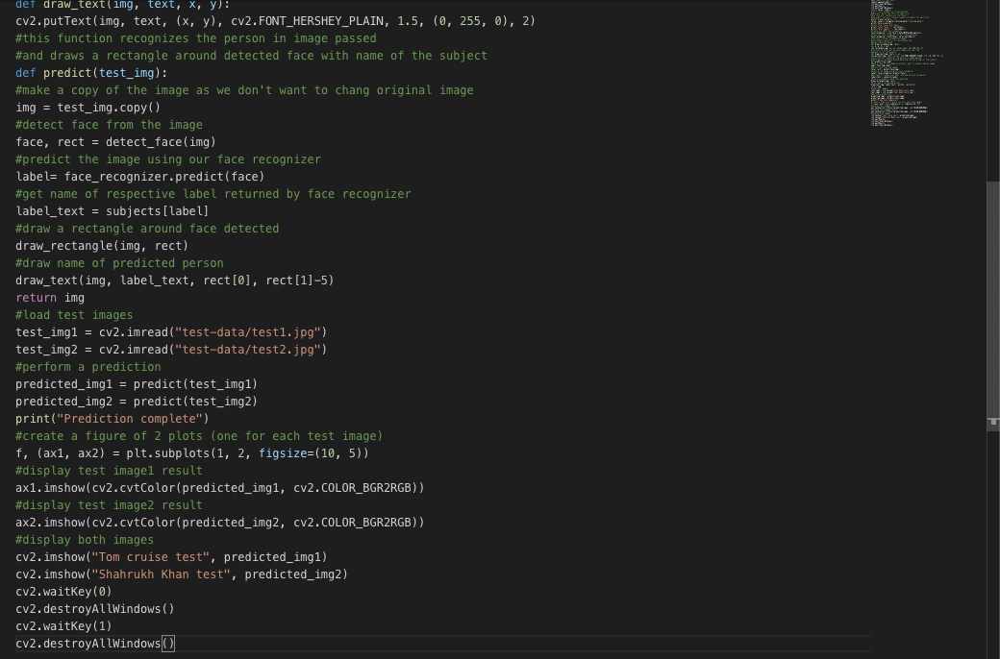 def draw_text(img, text, x, y):
cv2.putText(img, text, (x, y), cv2.FONT_HERSHEY_PLAIN, 1.5, (0, 255, 0), 2)
#this function recognizes the person in image passed
#and draws a rectangle around detected face with name of the subject
def predict(test_img):
#make a copy of the image as we don't want to chang original image
img = test_img.copy()
#detect face from the image
face, rect = detect_face(img)
#predict the image using our face recognizer
label= face_recognizer.predict(face)
#get name of respective label returned by face recognizer
label_text = subjects[label]
#draw a rectangle around face detected
draw_rectangle(img, rect)
#draw name of predicted person
draw_text(img, label_text, rect[0], rect[1]-5)
return img
#load test images
test_img1 = cv2.imread("test-data/test1.jpg")
test_img2 = cv2.imread("test-data/test2.jpg")
#perform a prediction
predicted_img1 = predict(test_img1)
predicted_img2 = predict(test_img2)
print("Prediction complete")
#create a figure of 2 plots (one for each test image)
f, (ax1, ax2) = plt.subplots(1, 2, figsize=(10, 5))
#display test image1 result
ax1.imshow(cv2.cvtColor(predicted_img1, cv2.COLOR_BGR2RGB))
#display test image2 result
ax2.imshow(cv2.cvtColor(predicted_img2, cv2.COLOR_BGR2RGB))
#display both images
cv2.imshow("Tom cruise test", predicted_img1)
cv2.imshow("Shahrukh Khan test", predicted_img2)
cv2.waitKey(0)
cv2.destroyAllWindows()
cv2.waitKey(1)
cv2.destroyAllWindows()